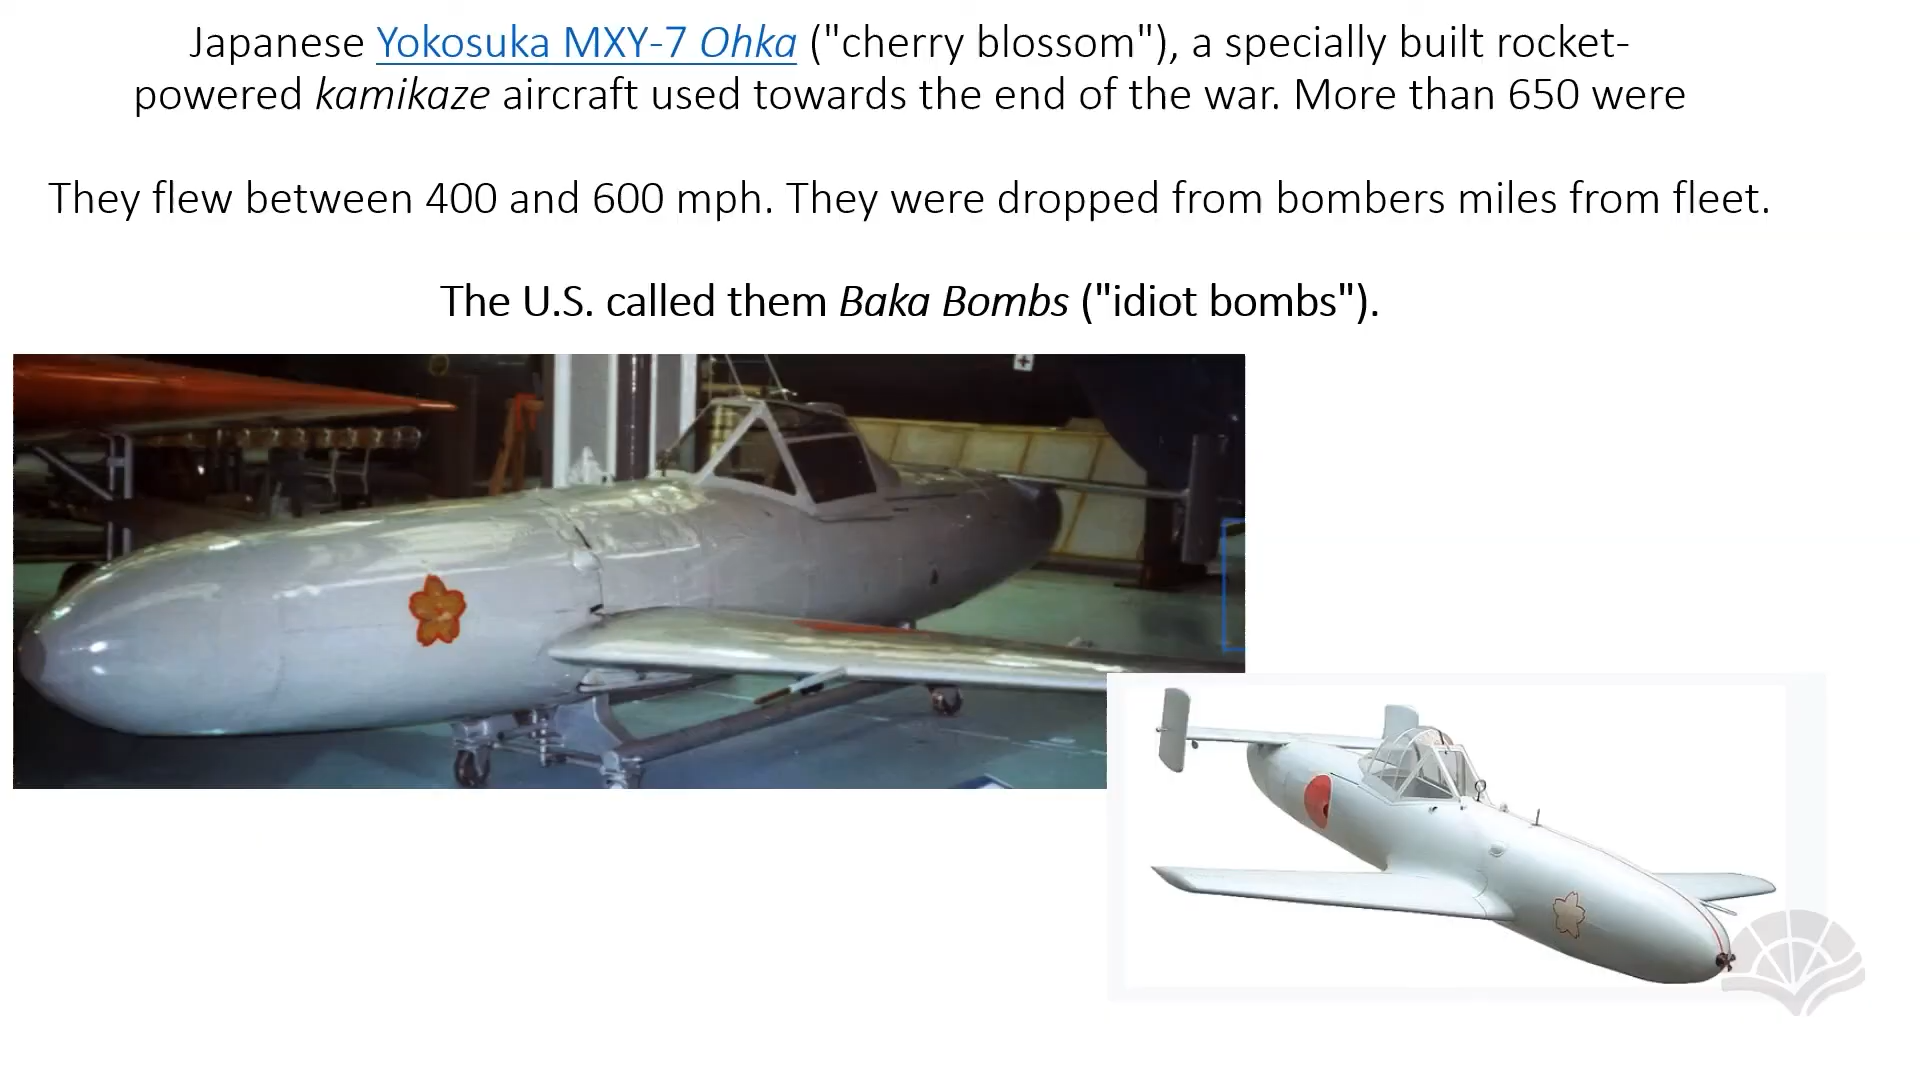 Japanese Yokosuka MXY-7 Ohka ("cherry blossom"), a specially built rocket-
powered kamikaze aircraft used towards the end of the war. More than 650 were
They flew between 400 and 600 mph. They were dropped from bombers miles from fleet.
The U.S. called them Baka Bombs ("idiot bombs").